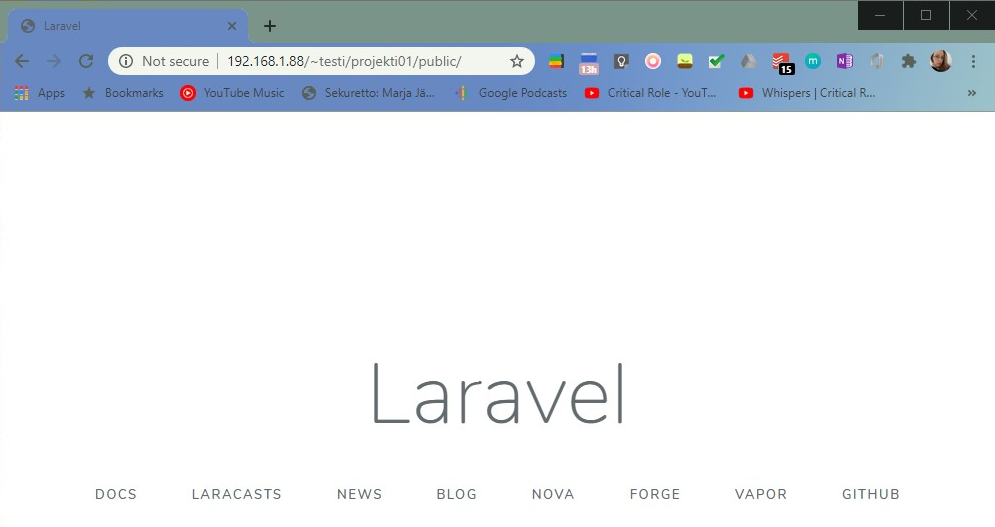 Laravel
Not secure | 192.168.1.88/~testi/projekti01/public/
13h
15
m
N
Apps Bookmarks YouTube Music Sekuretto: Marja Jä... Google Podcasts Critical Role - YouT... Whispers | Critical R... »
Laravel
DOCS LARACASTS NEWS BLOG NOVA FORGE VAPOR GITHUB